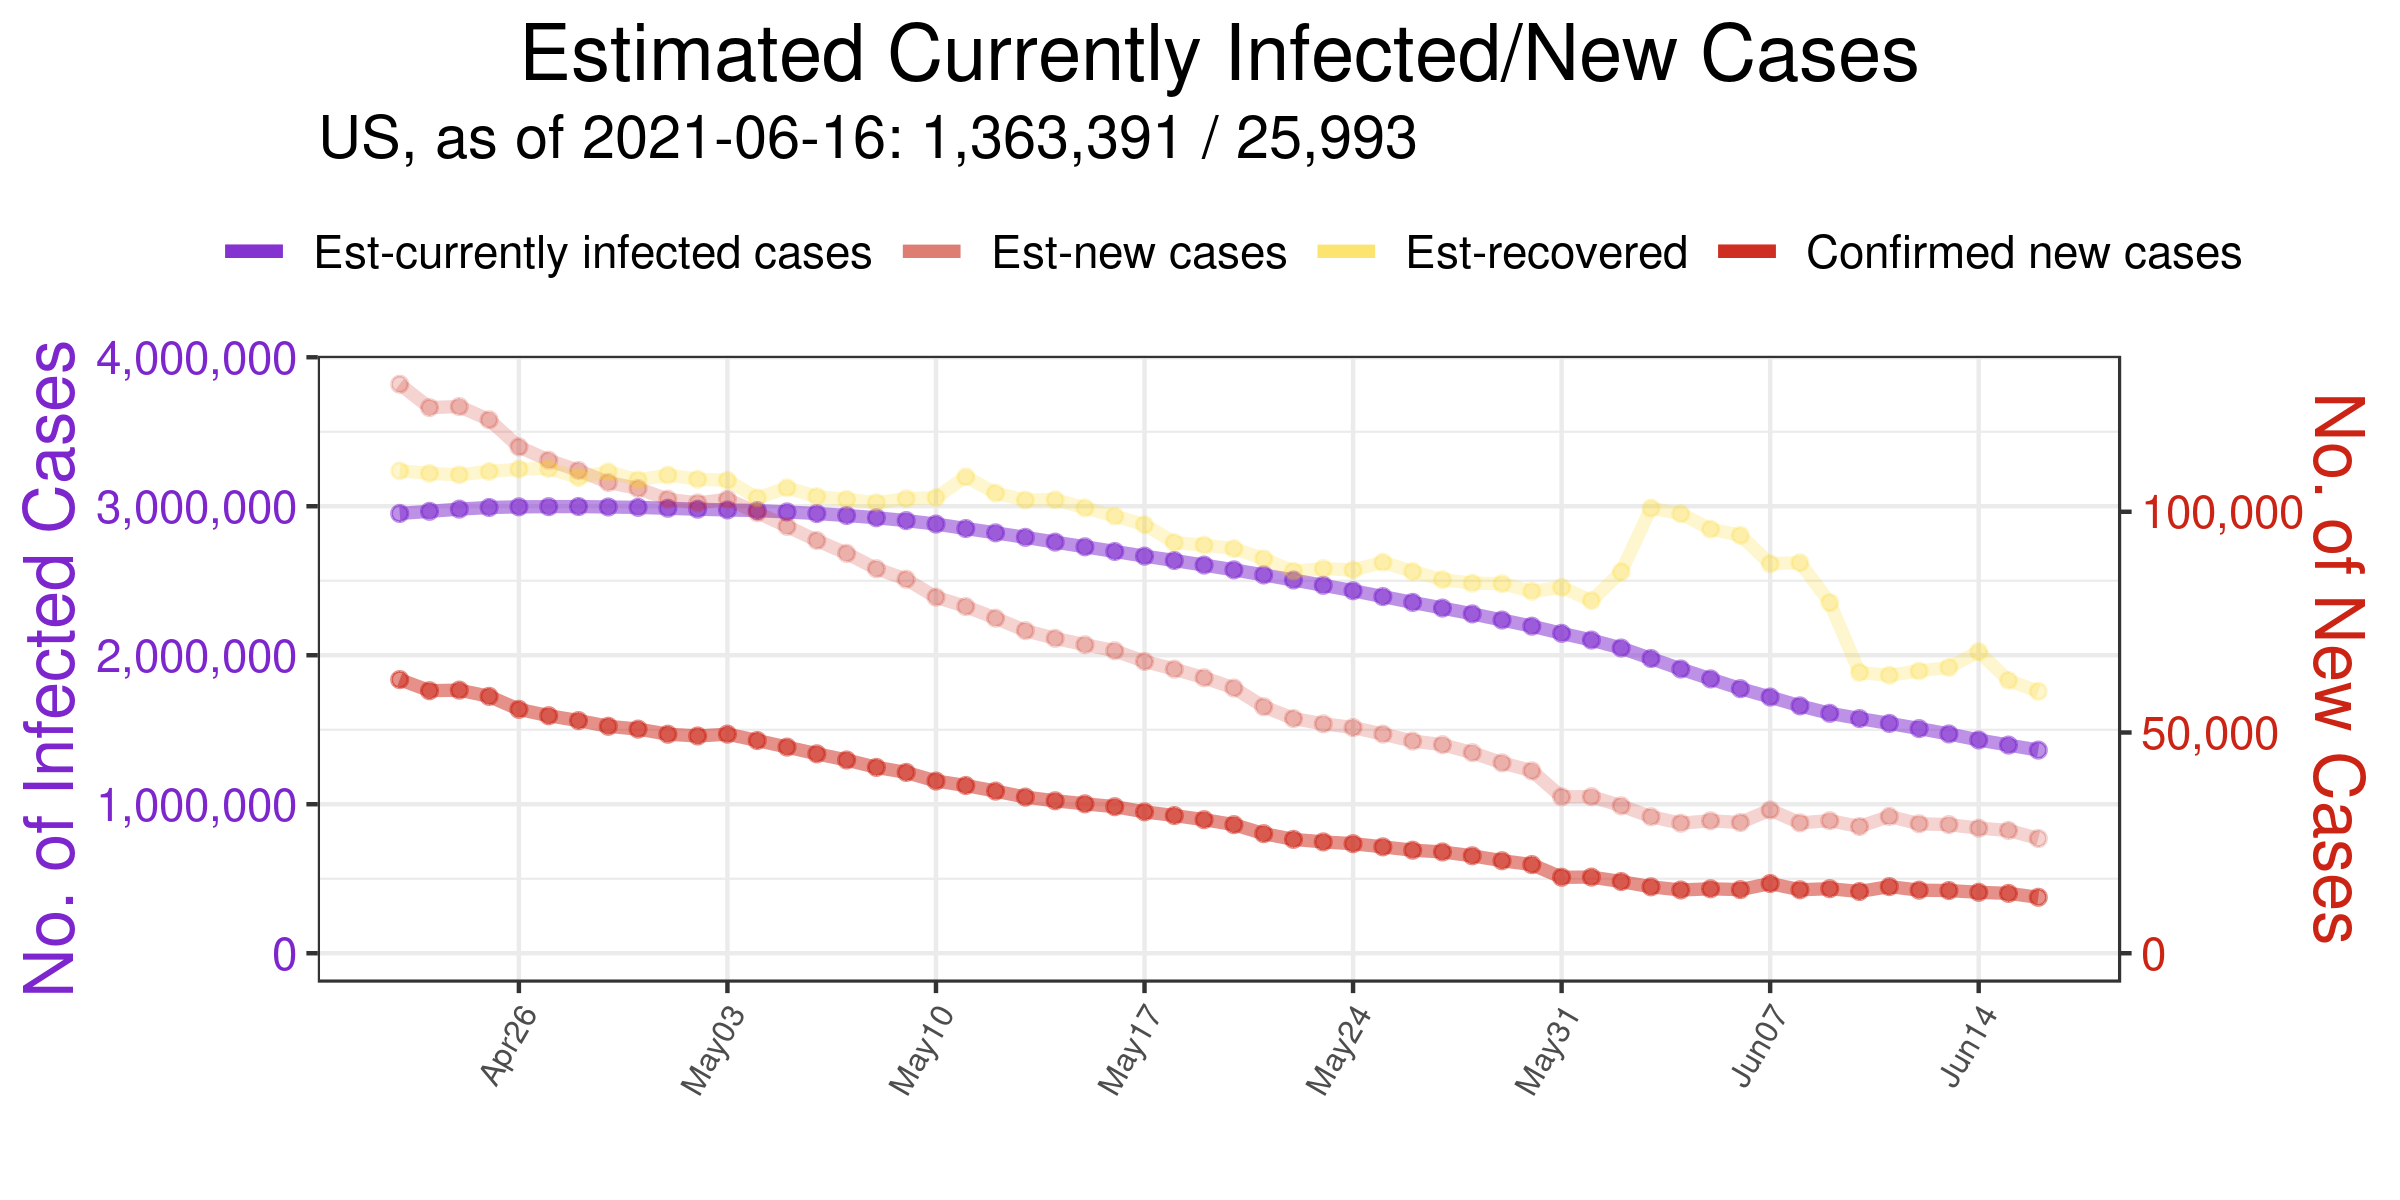 Estimated Currently Infected/New Cases
US, as of 2021-06-16: 1,363,391 / 25,993
Est-currently infected cases Est-new cases Est-recovered Confirmed new cases
No. of Infected Cases
4,000,000
3,000,000
2,000,000
1,000,000
0
100,000
50,000
0
No. of New Cases
Apr26 May03 May10 May17 May24 May31 Jun07 Jun14